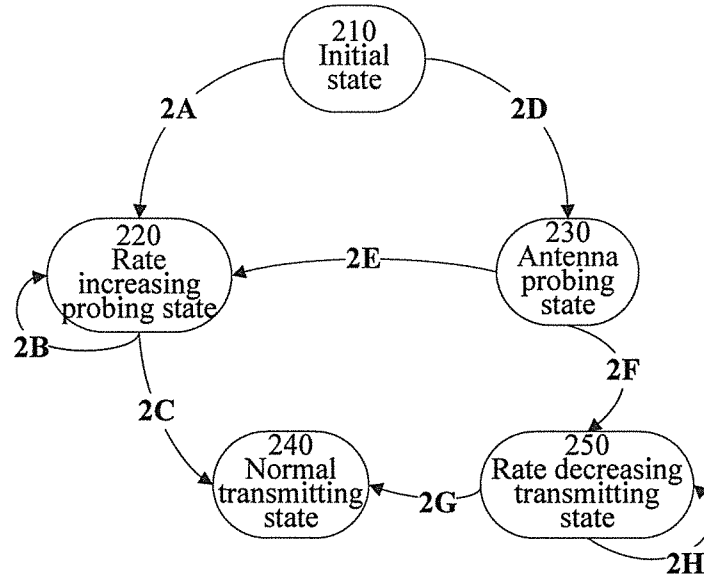 210
Initial
state
2A
2D
220
Rate
increasing
probing state
230
Antenna
probing
state
2E
2B
2F
2C
240
Normal
transmitting
state
250
Rate decreasing
transmitting
state
2G
2H